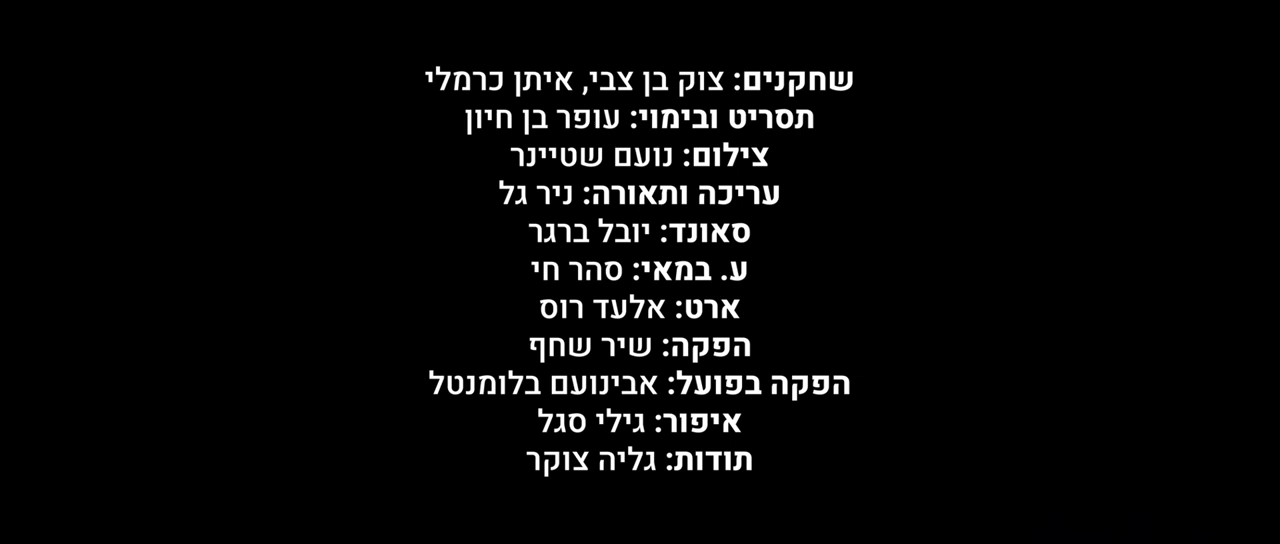 שחקנים: צוק בן צבי, איתן כרמלי
תסריט ובימוי: עופר בן חיון
צילום: נועם שטיינר
עריכה ותאורה: ניר גל
סאונד: יובל ברגר
ע. במאי: סהר חי
ארט: אלעד רוס
הפקה: שיר שחף
הפקה בפועל: אבינועם בלומנטל
איפור: גילי סגל
תודות: גליה צוקר